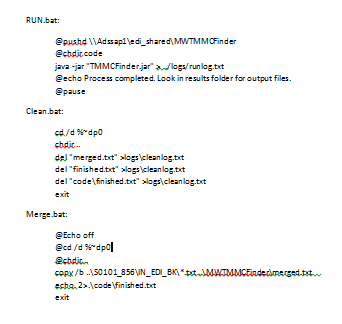 RUN.bat:
@pushd \\Adssap1\edi_shared\MWTMMCFinder
@chdir code
java -jar "TMMCFinder.jar" >../logs/runlog.txt
@echo Process completed. Look in results folder for output files.
@pause
Clean.bat:
cd /d %~dp0
chdir..
del "merged.txt" >logs\cleanlog.txt
del "finished.txt" >logs\cleanlog.txt
del "code\finished.txt" >logs\cleanlog.txt
exit
Merge.bat:
@Echo off
@cd /d %~dp0
@chdir..
copy /b ..\S0101_856\IN_EDI_BK\*.txt ..\MWTMMCFinder\merged.txt
echo. 2>.\code\finished.txt
exit